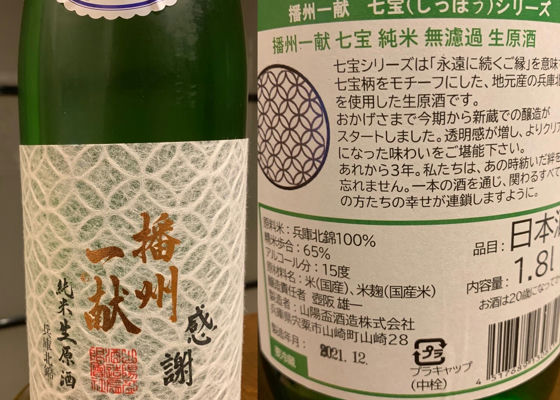 播州一献
感謝
純米生原酒
兵庫北錦
播州一献 七宝(しっぽう)シリーズ
播州一献 七宝 純米 無濾過 生原酒
七宝シリーズは「永遠に続くご縁」を意味
七宝柄をモチーフにした、地元産の兵庫北
を使用した生原酒です。
おかげさまで今期から新蔵での醸造が
スタートしました。透明感が増し、よりクリア
になった味わいをご堪能下さい。
あれから3年。私たちは、あの時紡いだ絆を
忘れません。一本の酒を通じ、関わるすべて
の方たちの幸せが連鎖しますように。
原料米：兵庫北錦100%
精米歩合：65%
アルコール分：15度
原材料名：米(国産)、米麹(国産米)
製造責任者 壺阪 雄一
製造者：山陽盃酒造株式会社
兵庫県宍粟市山崎町山崎28
製造年月： 2021.12.
要冷蔵
品目：日本酒
内容量：1.8l
お酒は20歳になって
プラ
プラキャップ
(中栓)